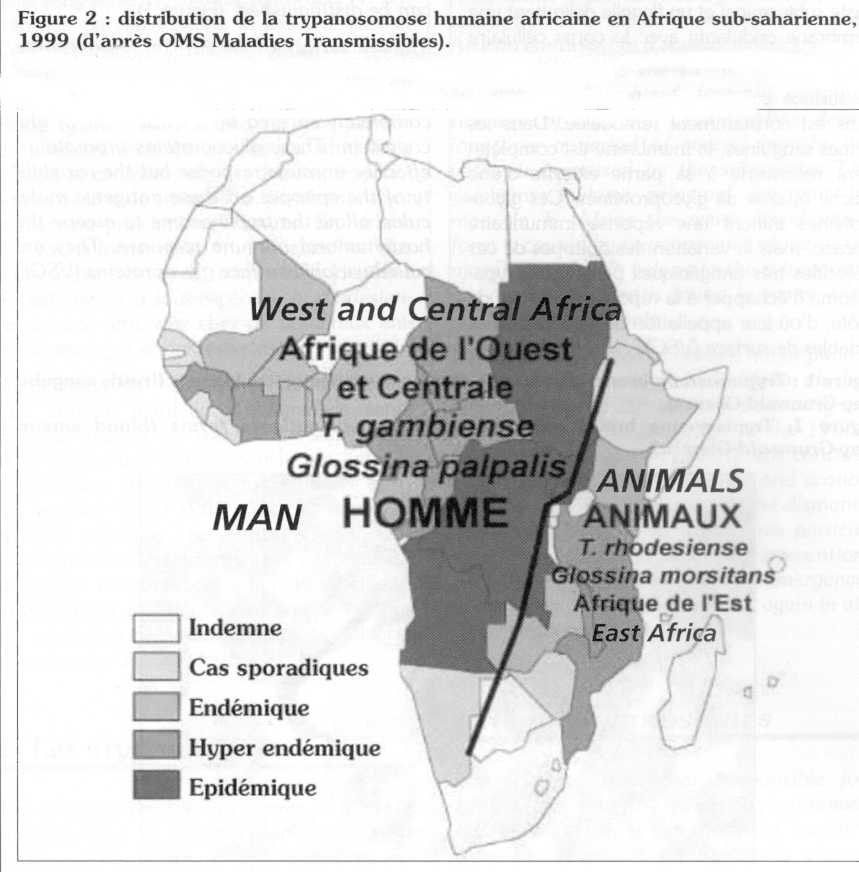 Figure 2 : distribution de la trypanosomose humaine africaine en Afrique sub-saharienne,
1999 (d'après OMS Maladies Transmissibles).
West and Central Africa
Afrique de l'Ouest
et Centrale
T. gambiense
Glossina palpalis
MAN HOMME
ANIMALS
ANIMAUX
T. rhodesiense
Glossina morsitans
Afrique de l'Est
East Africa
Indemne
Cas sporadiques
Endémique
Hyper endémique
Epidémique